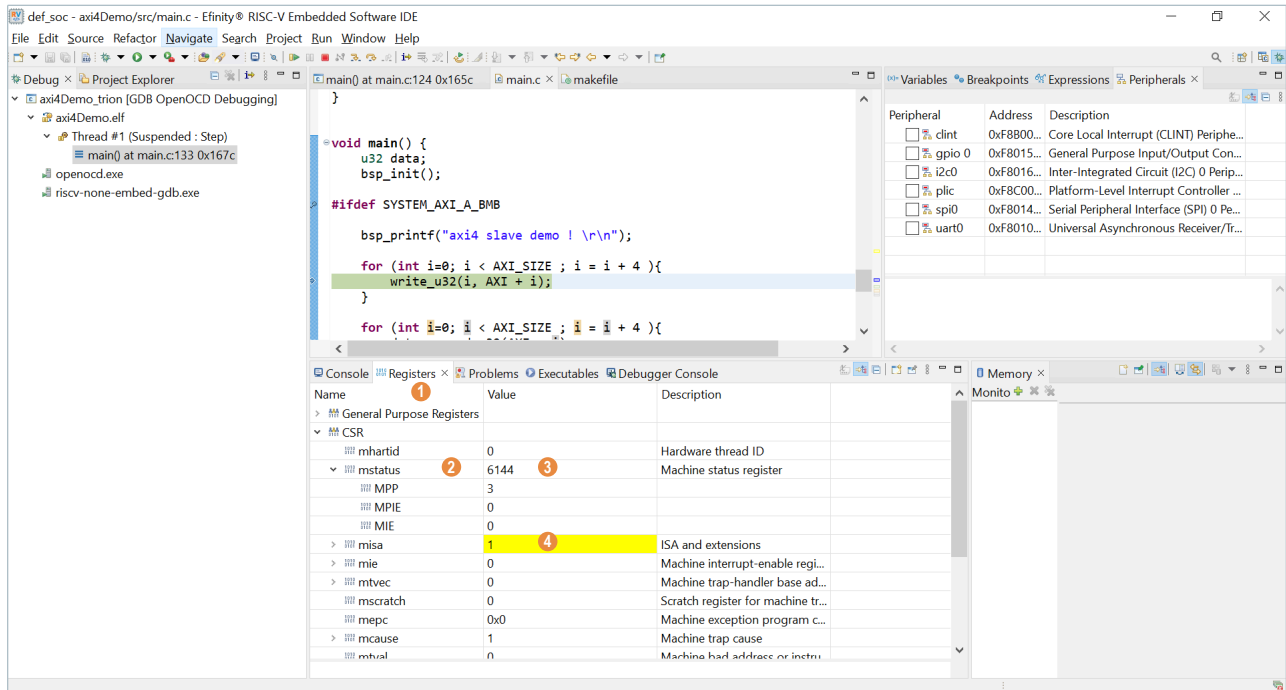 def_soc - axi4Demo/src/main.c - Efinity® RISC-V Embedded Software IDE
File Edit Source Refactor Navigate Search Project Run Window Help
Debug × Project Explorer
axi4Demo_trion [GDB OpenOCD Debugging]
axi4Demo.elf
Thread #1 (Suspended : Step)
main() at main.c:133 0x167c
openocd.exe
riscv-none-embed-gdb.exe
main() at main.c:124 0x165c main.c × makefile
}
void main() {
u32 data;
bsp_init();
#ifdef SYSTEM_AXI_A_BMB
bsp_printf("axi4 slave demo ! \r\n");
for (int i=0; i < AXI_SIZE ; i = i + 4 ){
write_u32(i, AXI + i);
}
for (int i=0; i < AXI_SIZE ; i = i + 4 ){
Variables Breakpoints Expressions Peripherals ×
Peripheral Address Description
clint 0xF8B00... Core Local Interrupt (CLINT) Periphe...
gpio 0 0xF8015... General Purpose Input/Output Con...
i2c0 0xF8016... Inter-Integrated Circuit (I2C) 0 Perip...
plic 0xF8C00... Platform-Level Interrupt Controller ...
spi0 0xF8014... Serial Peripheral Interface (SPI) 0 Pe...
uart0 0xF8010... Universal Asynchronous Receiver/Tr...
Console Registers × Problems Executables Debugger Console
1
Name Value Description
General Purpose Registers
CSR
mhartid 0 Hardware thread ID
mstatus 2 6144 3 Machine status register
MPP 3
MPIE 0
MIE 0
misa 1 4 ISA and extensions
mie 0 Machine interrupt-enable regi...
mtvec 0 Machine trap-handler base ad...
mscratch 0 Scratch register for machine tr...
mepc 0x0 Machine exception program c...
mcause 1 Machine trap cause
mtval 0 Machine bad address or instru...
Memory ×
Monito